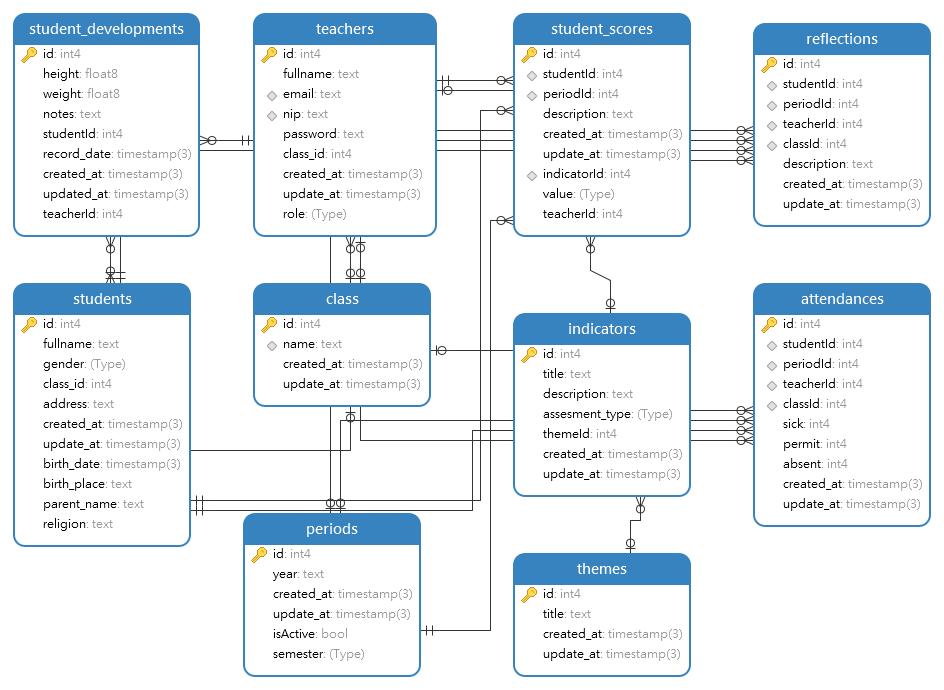 student_developments
id: int4
height: float8
weight: float8
notes: text
studentId: int4
record_date: timestamp(3)
created_at: timestamp(3)
updated_at: timestamp(3)
teacherId: int4
teachers
id: int4
fullname: text
email: text
nip: text
password: text
class_id: int4
created_at: timestamp(3)
update_at: timestamp(3)
role: (Type)
student_scores
id: int4
studentId: int4
periodId: int4
description: text
created_at: timestamp(3)
update_at: timestamp(3)
indicatorId: int4
value: (Type)
teacherId: int4
reflections
id: int4
studentId: int4
periodId: int4
teacherId: int4
classId: int4
description: text
created_at: timestamp(3)
update_at: timestamp(3)
students
id: int4
fullname: text
gender: (Type)
class_id: int4
address: text
created_at: timestamp(3)
update_at: timestamp(3)
birth_date: timestamp(3)
birth_place: text
parent_name: text
religion: text
class
id: int4
name: text
created_at: timestamp(3)
update_at: timestamp(3)
indicators
id: int4
title: text
description: text
assesment_type: (Type)
themeId: int4
created_at: timestamp(3)
update_at: timestamp(3)
attendances
id: int4
studentId: int4
periodId: int4
teacherId: int4
classId: int4
sick: int4
permit: int4
absent: int4
created_at: timestamp(3)
update_at: timestamp(3)
periods
id: int4
year: text
created_at: timestamp(3)
update_at: timestamp(3)
isActive: bool
semester: (Type)
themes
id: int4
title: text
created_at: timestamp(3)
update_at: timestamp(3)